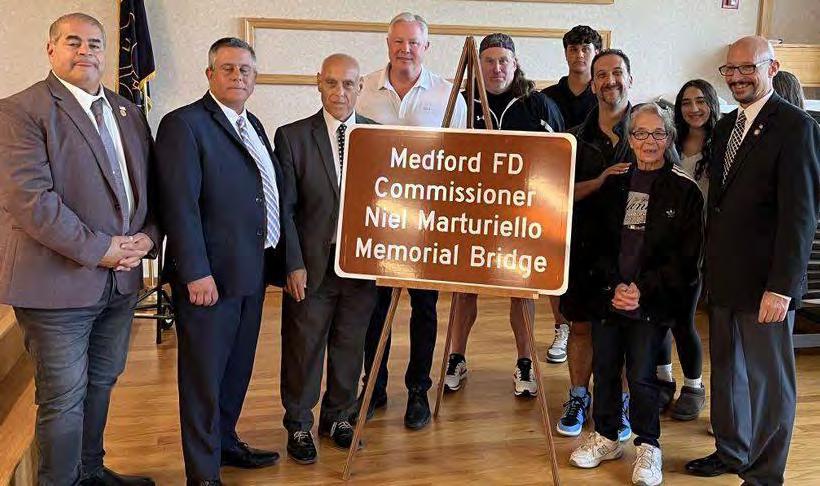 Medford FD
Commissioner
Niel Marturiello
Memorial Bridge